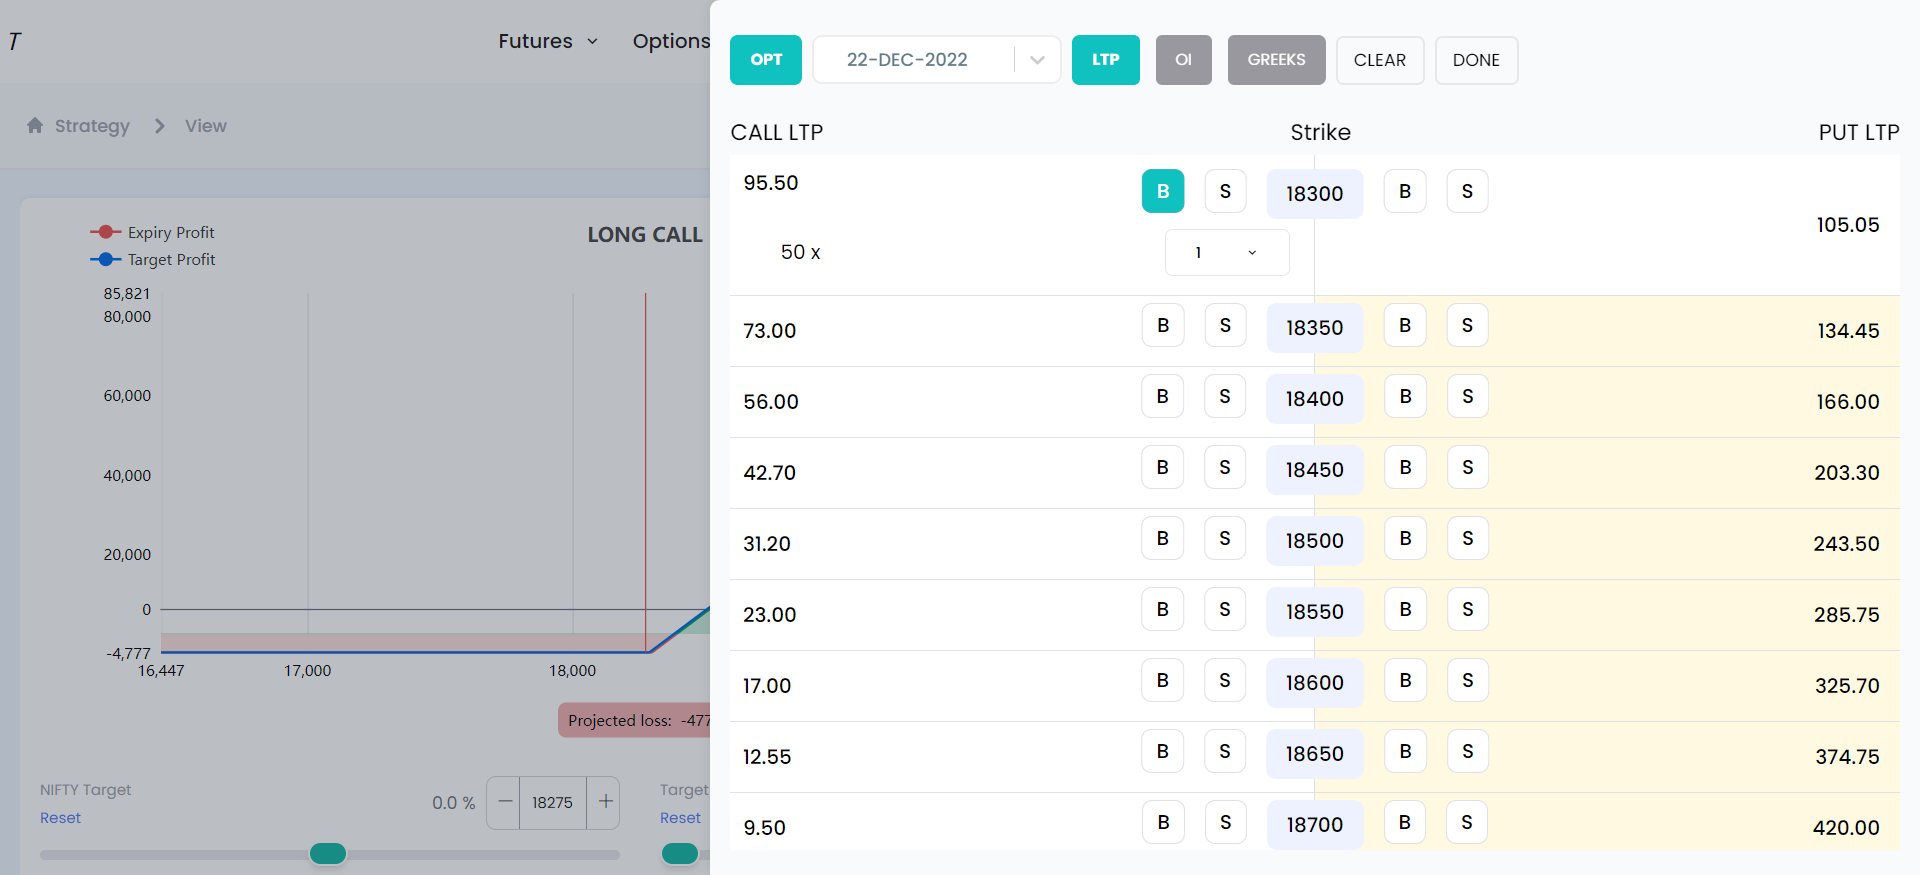 T
Futures
Options
Strategy
View
Expiry Profit
Target Profit
LONG CALL
85,821
80,000
60,000
40,000
20,000
0
-4,777
16,447 17,000 18,000
Projected loss: -477
NIFTY Target
Reset
0.0 %
18275
Target
Reset
OPT 22-DEC-2022 LTP OI GREEKS CLEAR DONE
CALL LTP Strike PUT LTP
95.50 B S 18300 B S 105.05
50 x 1
73.00 B S 18350 B S 134.45
56.00 B S 18400 B S 166.00
42.70 B S 18450 B S 203.30
31.20 B S 18500 B S 243.50
23.00 B S 18550 B S 285.75
17.00 B S 18600 B S 325.70
12.55 B S 18650 B S 374.75
9.50 B S 18700 B S 420.00